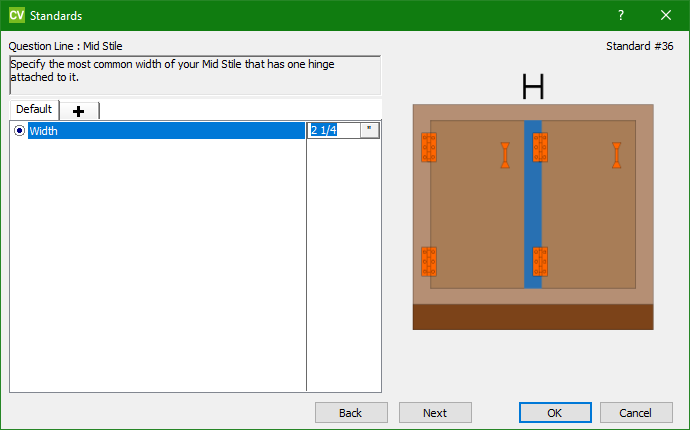 CV Standards ?
Question Line : Mid Stile Standard #36
Specify the most common width of your Mid Stile that has one hinge
attached to it.
H
Default
Width 2 1/4 "
Back Next OK Cancel